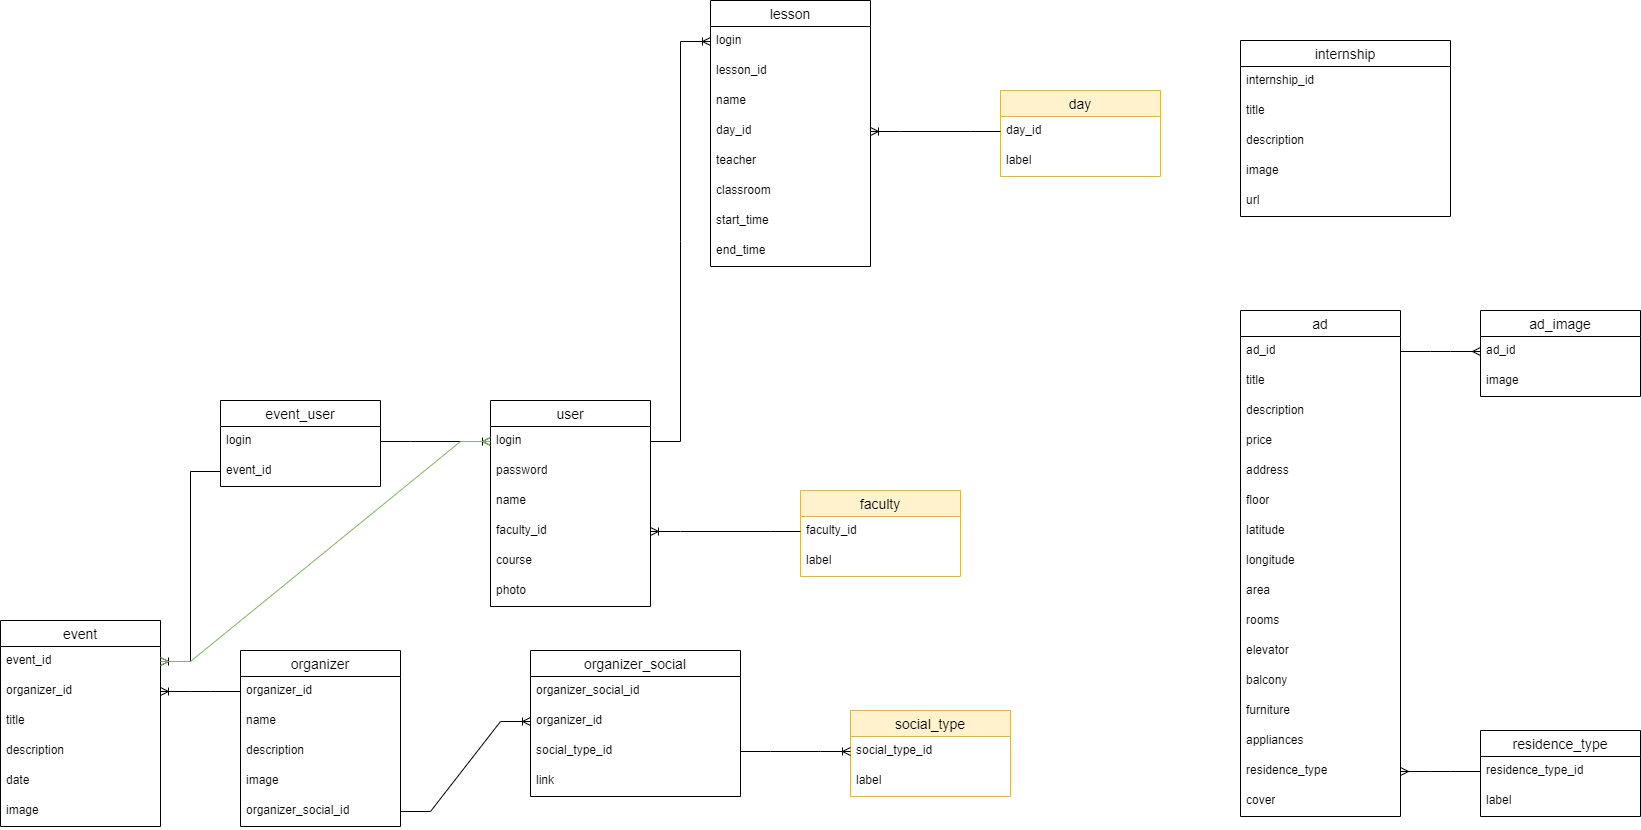 lesson
login
lesson_id
name
day_id
teacher
classroom
start_time
end_time
day
day_id
label
internship
internship_id
title
description
image
url
event_user
login
event_id
user
login
password
name
faculty_id
course
photo
faculty
faculty_id
label
ad
ad_id
title
description
price
address
floor
latitude
longitude
area
rooms
elevator
balcony
furniture
appliances
residence_type
cover
ad_image
ad_id
image
event
event_id
organizer_id
title
description
date
image
organizer
organizer_id
name
description
image
organizer_social_id
organizer_social
organizer_social_id
organizer_id
social_type_id
link
social_type
social_type_id
label
residence_type
residence_type_id
label